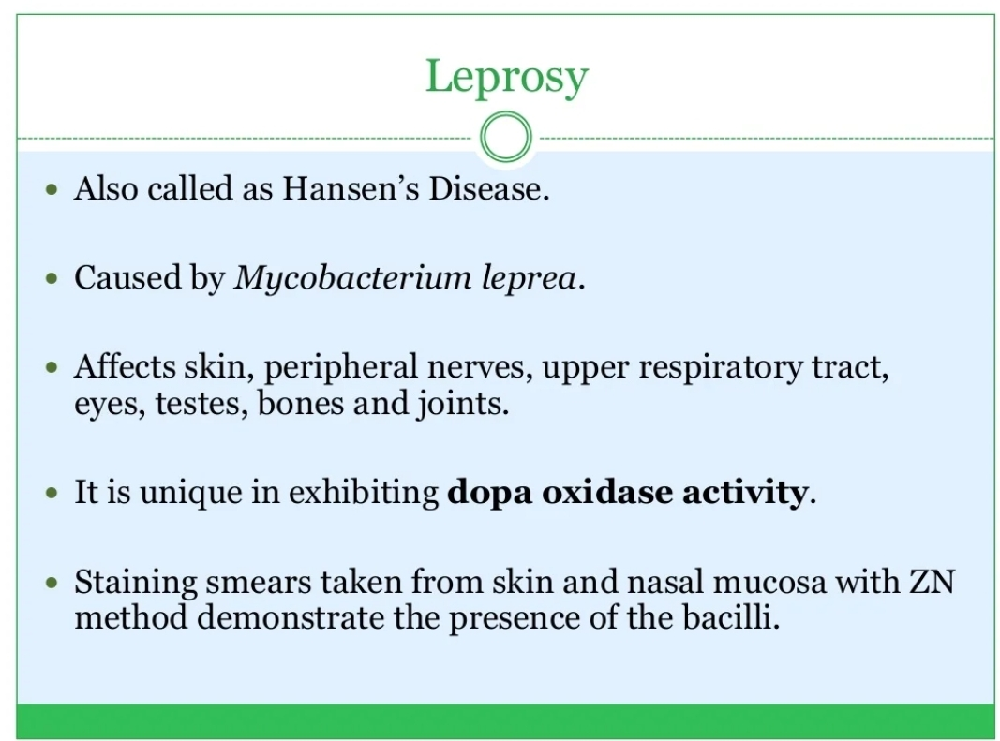 Leprosy
• Also called as Hansen’s Disease.
• Caused by Mycobacterium leprea.
• Affects skin, peripheral nerves, upper respiratory tract,
eyes, testes, bones and joints.
• It is unique in exhibiting dopa oxidase activity.
• Staining smears taken from skin and nasal mucosa with ZN
method demonstrate the presence of the bacilli.